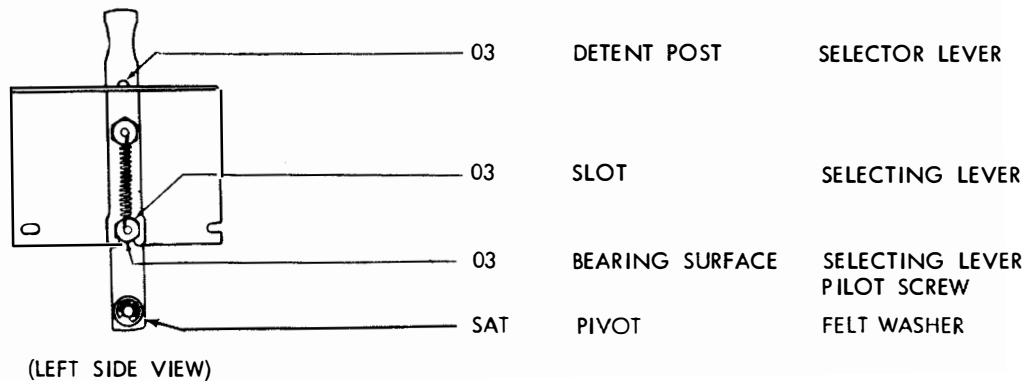 03 DETENT POST SELECTOR LEVER
03 SLOT SELECTING LEVER
03 BEARING SURFACE SELECTING LEVER
PILOT SCREW
SAT PIVOT FELT WASHER
(LEFT SIDE VIEW)